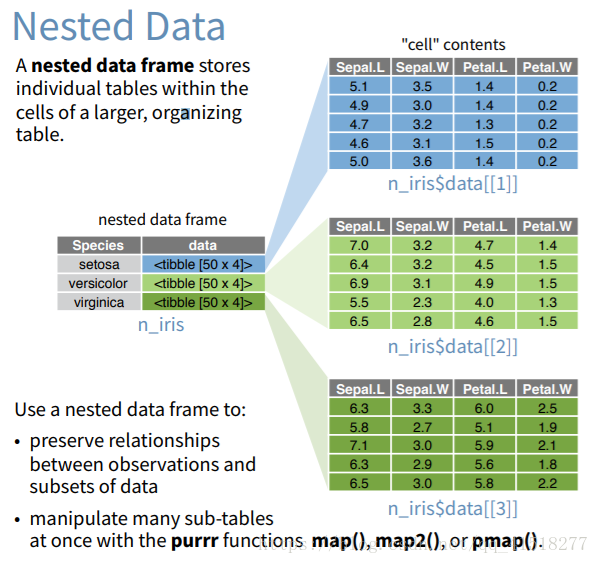 Nested Data
A nested data frame stores
individual tables within the
cells of a larger, organizing
table.
"cell" contents
Sepal.L Sepal.W Petal.L Petal.W
5.1 3.5 1.4 0.2
4.9 3.0 1.4 0.2
4.7 3.2 1.3 0.2
4.6 3.1 1.5 0.2
5.0 3.6 1.4 0.2
n_iris$data[[1]]
nested data frame
Species data
setosa <tibble [50 x 4]>
versicolor <tibble [50 x 4]>
virginica <tibble [50 x 4]>
n_iris
Sepal.L Sepal.W Petal.L Petal.W
7.0 3.2 4.7 1.4
6.4 3.2 4.5 1.5
6.9 3.1 4.9 1.5
5.5 2.3 4.0 1.3
6.5 2.8 4.6 1.5
n_iris$data[[2]]
Sepal.L Sepal.W Petal.L Petal.W
6.3 3.3 6.0 2.5
5.8 2.7 5.1 1.9
7.1 3.0 5.9 2.1
6.3 2.9 5.6 1.8
6.5 3.0 5.8 2.2
n_iris$data[[3]]
Use a nested data frame to:
• preserve relationships
between observations and
subsets of data
• manipulate many sub-tables
at once with the purrr functions map(), map2(), or pmap().